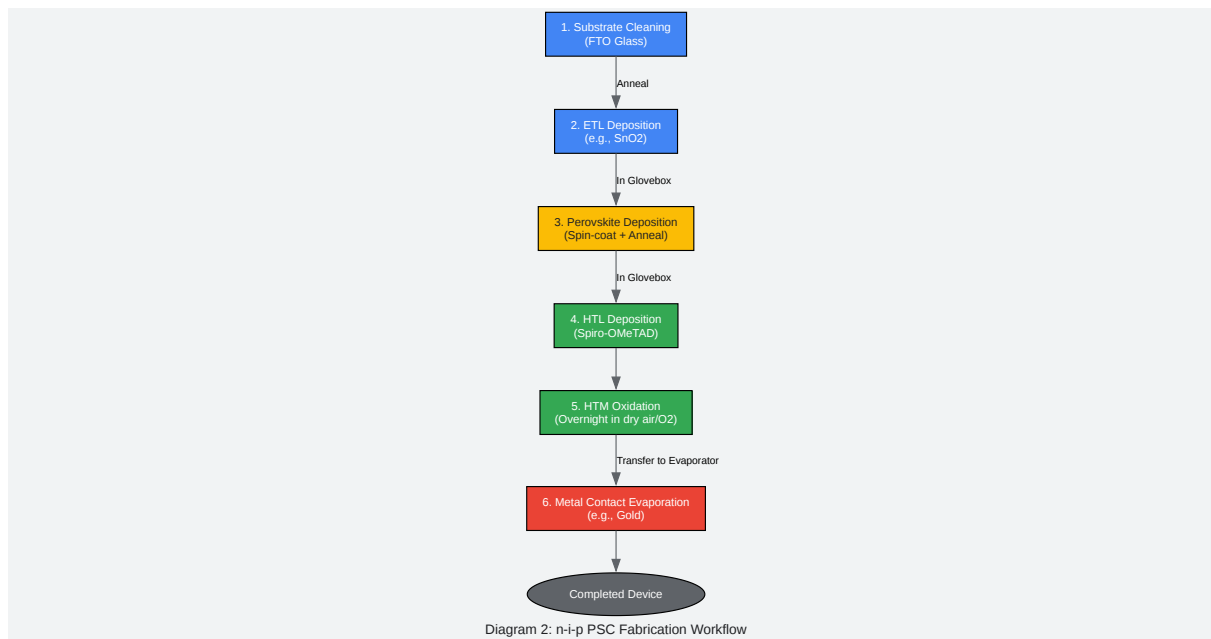 1. Substrate Cleaning
(FTO Glass)
Anneal
2. ETL Deposition
(e.g., SnO2)
In Glovebox
3. Perovskite Deposition
(Spin-coat + Anneal)
In Glovebox
4. HTL Deposition
(Spiro-OMeTAD)
5. HTM Oxidation
(Overnight in dry air/O2)
Transfer to Evaporator
6. Metal Contact Evaporation
(e.g., Gold)
Completed Device
Diagram 2: n-i-p PSC Fabrication Workflow